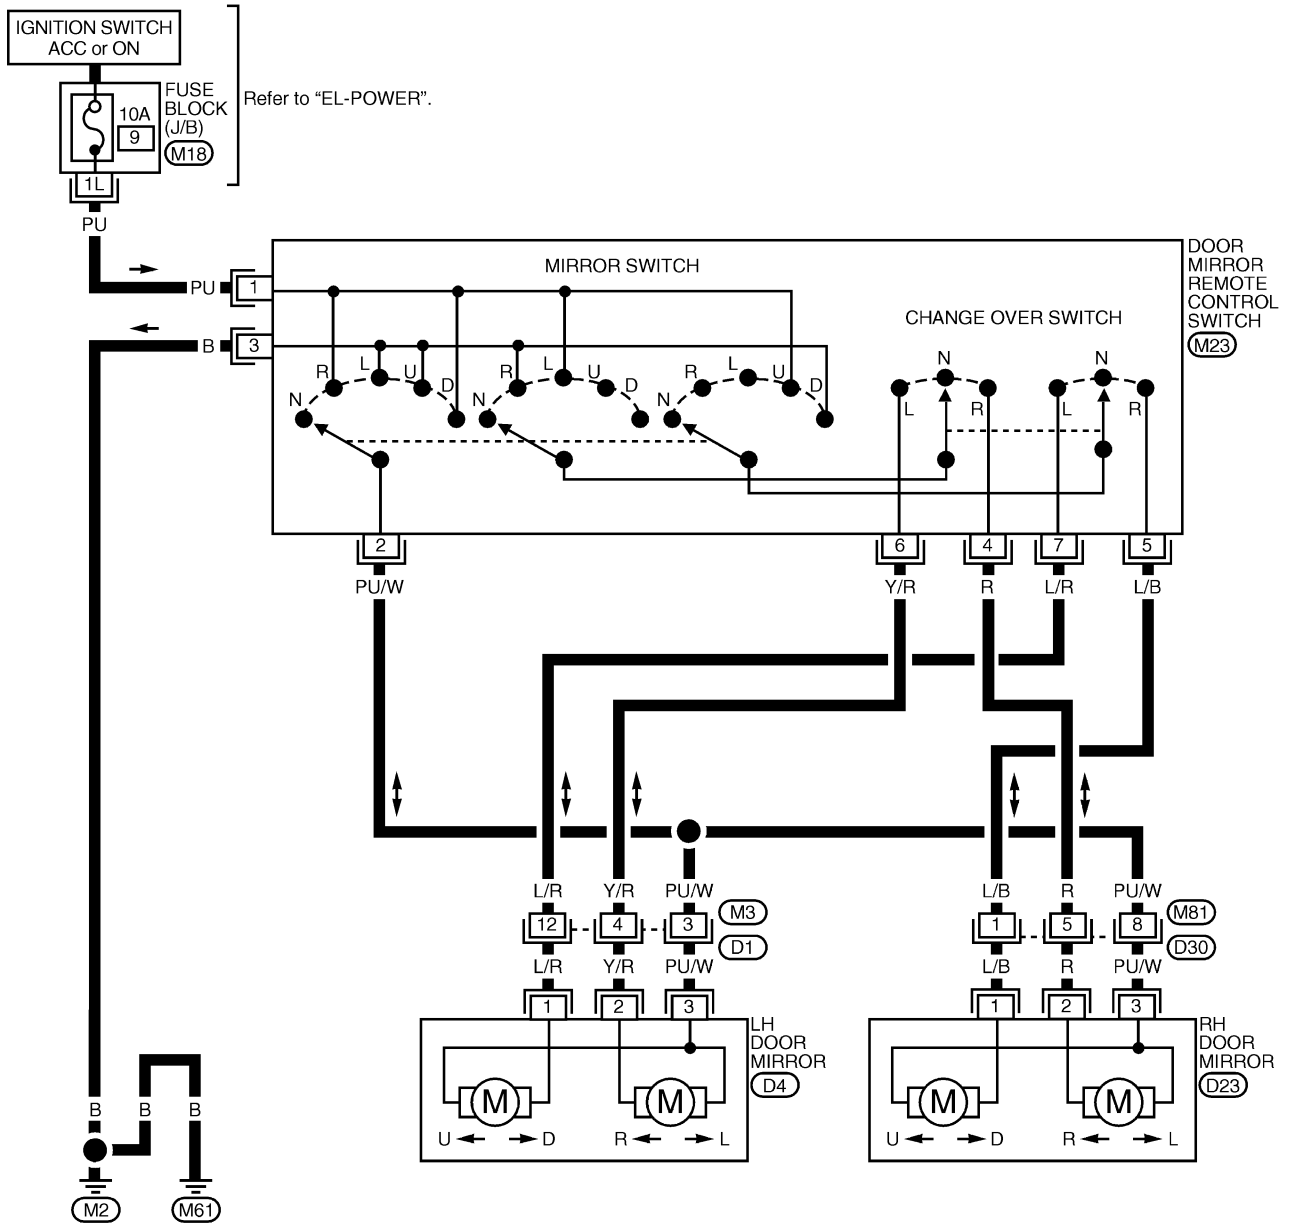 IGNITION SWITCH
ACC or ON
FUSE
BLOCK
(J/B)
10A
9
M18
Refer to “EL-POWER”.
1L
PU
PU
1
B
3
MIRROR SWITCH
CHANGE OVER SWITCH
DOOR
MIRROR
REMOTE
CONTROL
SWITCH
M23
N R L U D
N R L U D
N R L U D
L N R
L N R
2
6
4
7
5
PU/W
Y/R
R
L/R
L/B
L/R
Y/R
PU/W
M3
12
4
3
D1
L/R
Y/R
PU/W
1
2
3
LH
DOOR
MIRROR
D4
M
M
U
D
R
L
L/B
R
PU/W
M81
1
5
8
D30
L/B
R
PU/W
1
2
3
RH
DOOR
MIRROR
D23
M
M
U
D
R
L
B
B
B
M2
M61